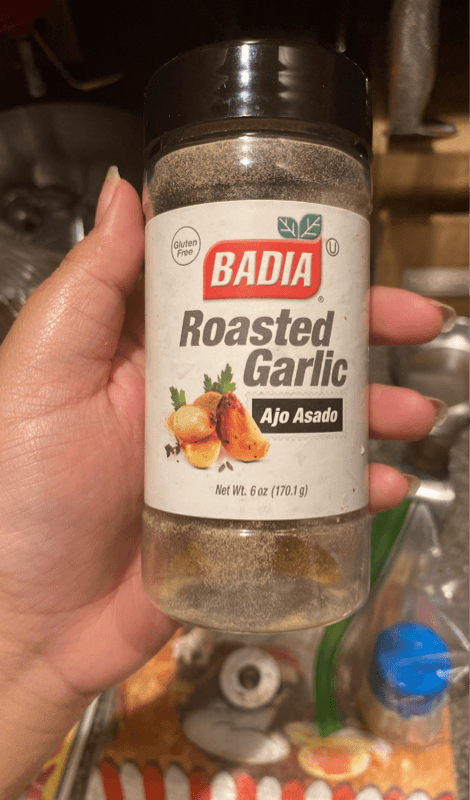 Gluten
Free
BADIA
U
®
Roasted
Garlic
Ajo Asado
Net Wt. 6 oz (170.1 g)